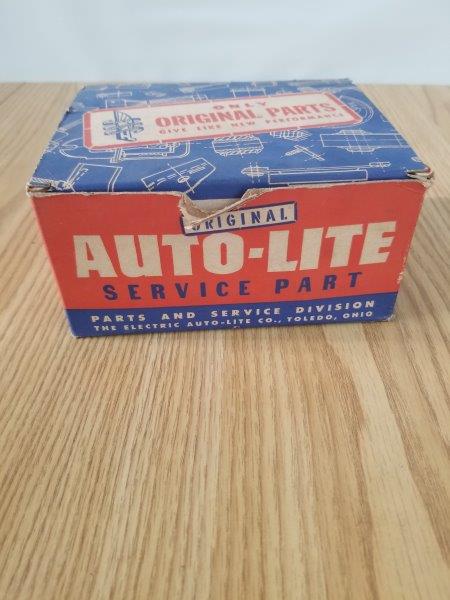 ONLY
ORIGINAL PARTS
GIVE LIKE NEW PERFORMANCE
ORIGINAL
AUTO-LITE
SERVICE PART
PARTS AND SERVICE DIVISION
THE ELECTRIC AUTO-LITE CO., TOLEDO, OHIO